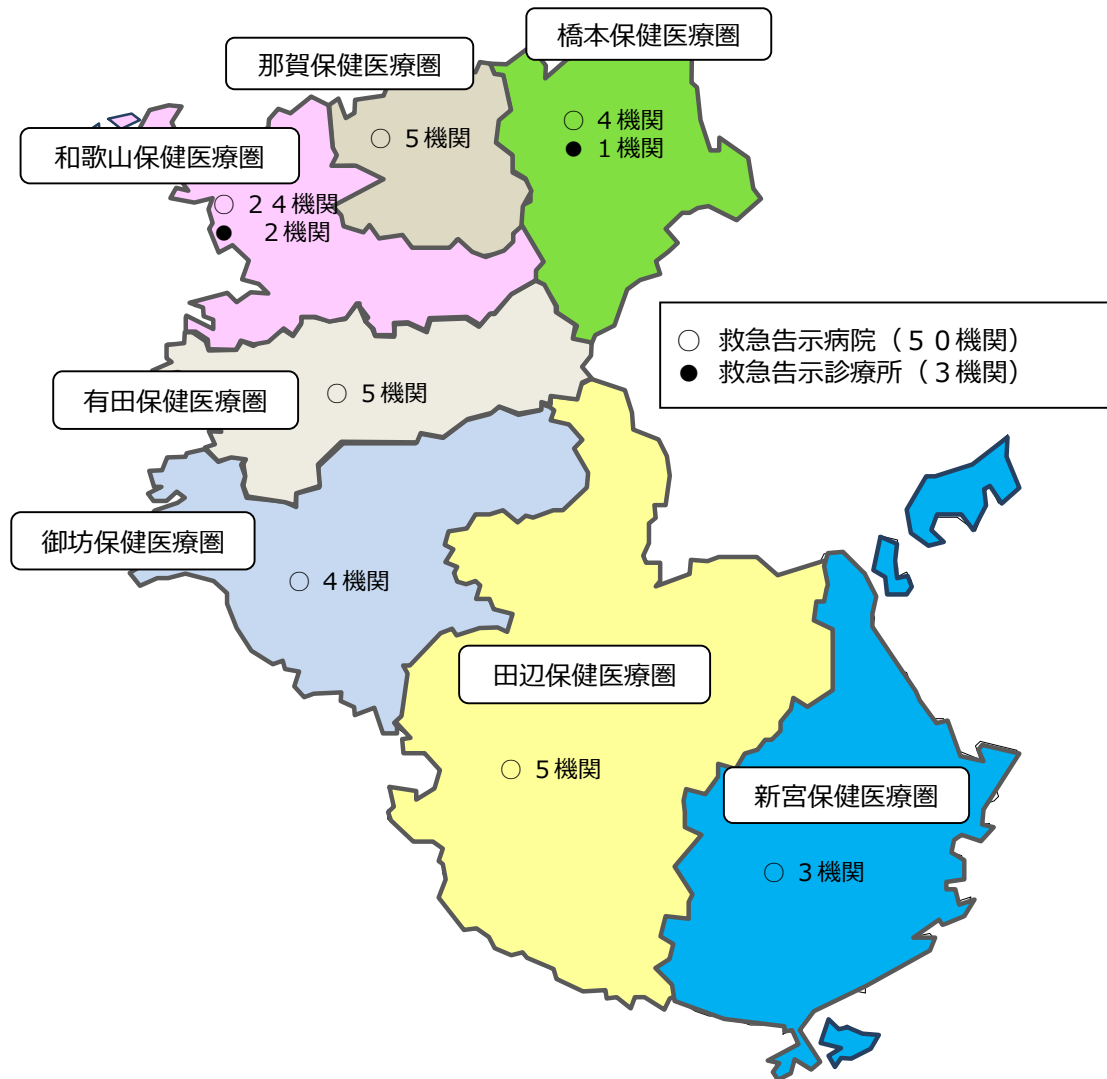 橋本保健医療圏
那賀保健医療圏
○ ４機関
● １機関
○ ５機関
和歌山保健医療圏
○ ２４機関
● ２機関
○ 救急告示病院（５０機関）
● 救急告示診療所（３機関）
有田保健医療圏
○ ５機関
御坊保健医療圏
○ ４機関
田辺保健医療圏
○ ５機関
新宮保健医療圏
○ ３機関